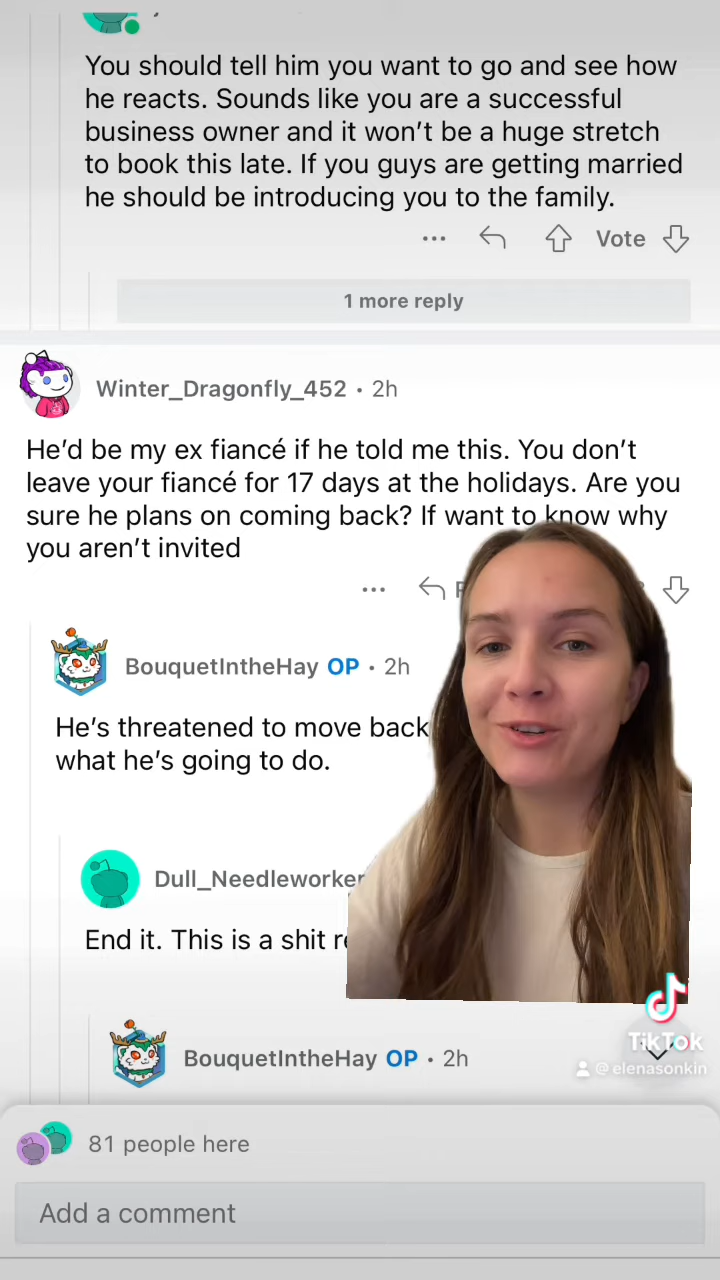 You should tell him you want to go and see how
he reacts. Sounds like you are a successful
business owner and it won't be a huge stretch
to book this late. If you guys are getting married
he should be introducing you to the family.
Vote
1 more reply
Winter_Dragonfly_452 • 2h
He'd be my ex fiancé if he told me this. You don't
leave your fiancé for 17 days at the holidays. Are you
sure he plans on coming back? If want to know why
you aren't invited
BouquetIntheHay OP • 2h
He's threatened to move back
what he's going to do.
Dull_Needleworker
End it. This is a shit
BouquetIntheHay OP • 2h
TikTok
@elenasonkin
81 people here
Add a comment